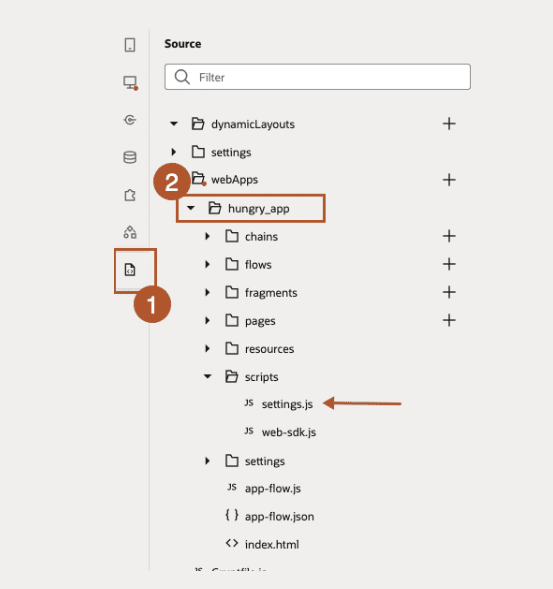 Source
Filter
dynamicLayouts
settings
2
webApps
hungry_app
chains
flows
1
fragments
pages
resources
scripts
JS settings.js
JS web-sdk.js
settings
JS app-flow.js
{ } app-flow.json
<> index.html